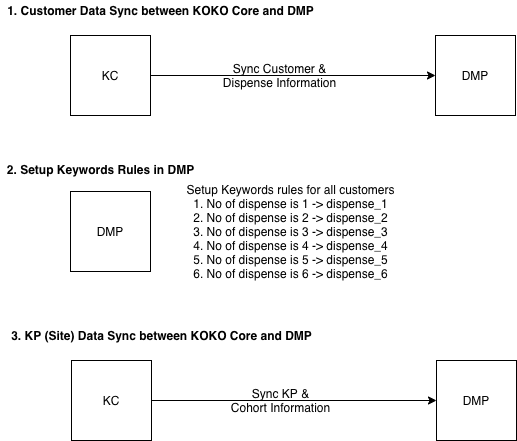 1. Customer Data Sync between KOKO Core and DMP
KC
Sync Customer &
Dispense Information
DMP
2. Setup Keywords Rules in DMP
DMP
Setup Keywords rules for all customers
1. No of dispense is 1 -> dispense_1
2. No of dispense is 2 -> dispense_2
3. No of dispense is 3 -> dispense_3
4. No of dispense is 4 -> dispense_4
5. No of dispense is 5 -> dispense_5
6. No of dispense is 6 -> dispense_6
3. KP (Site) Data Sync between KOKO Core and DMP
KC
Sync KP &
Cohort Information
DMP